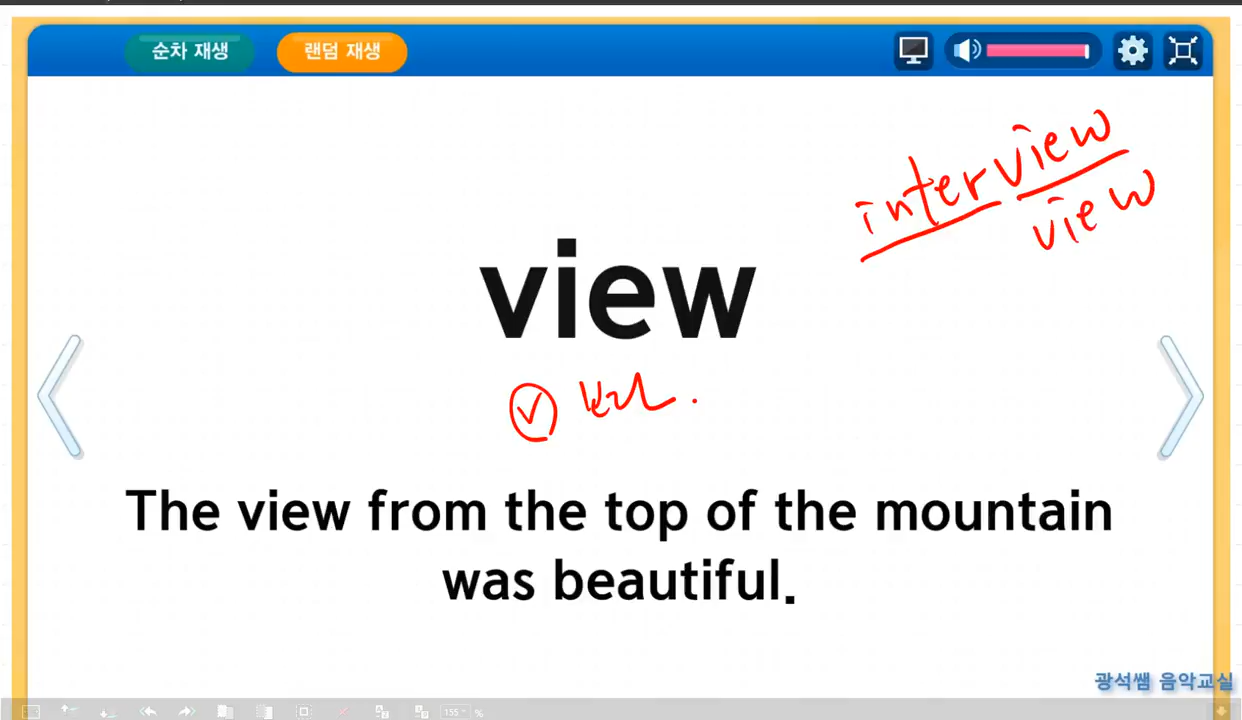 순차 재생 랜덤 재생
interview
view
view
ⓥ 보다.
The view from the top of the mountain
was beautiful.
광석쌤 음악교실
155 %